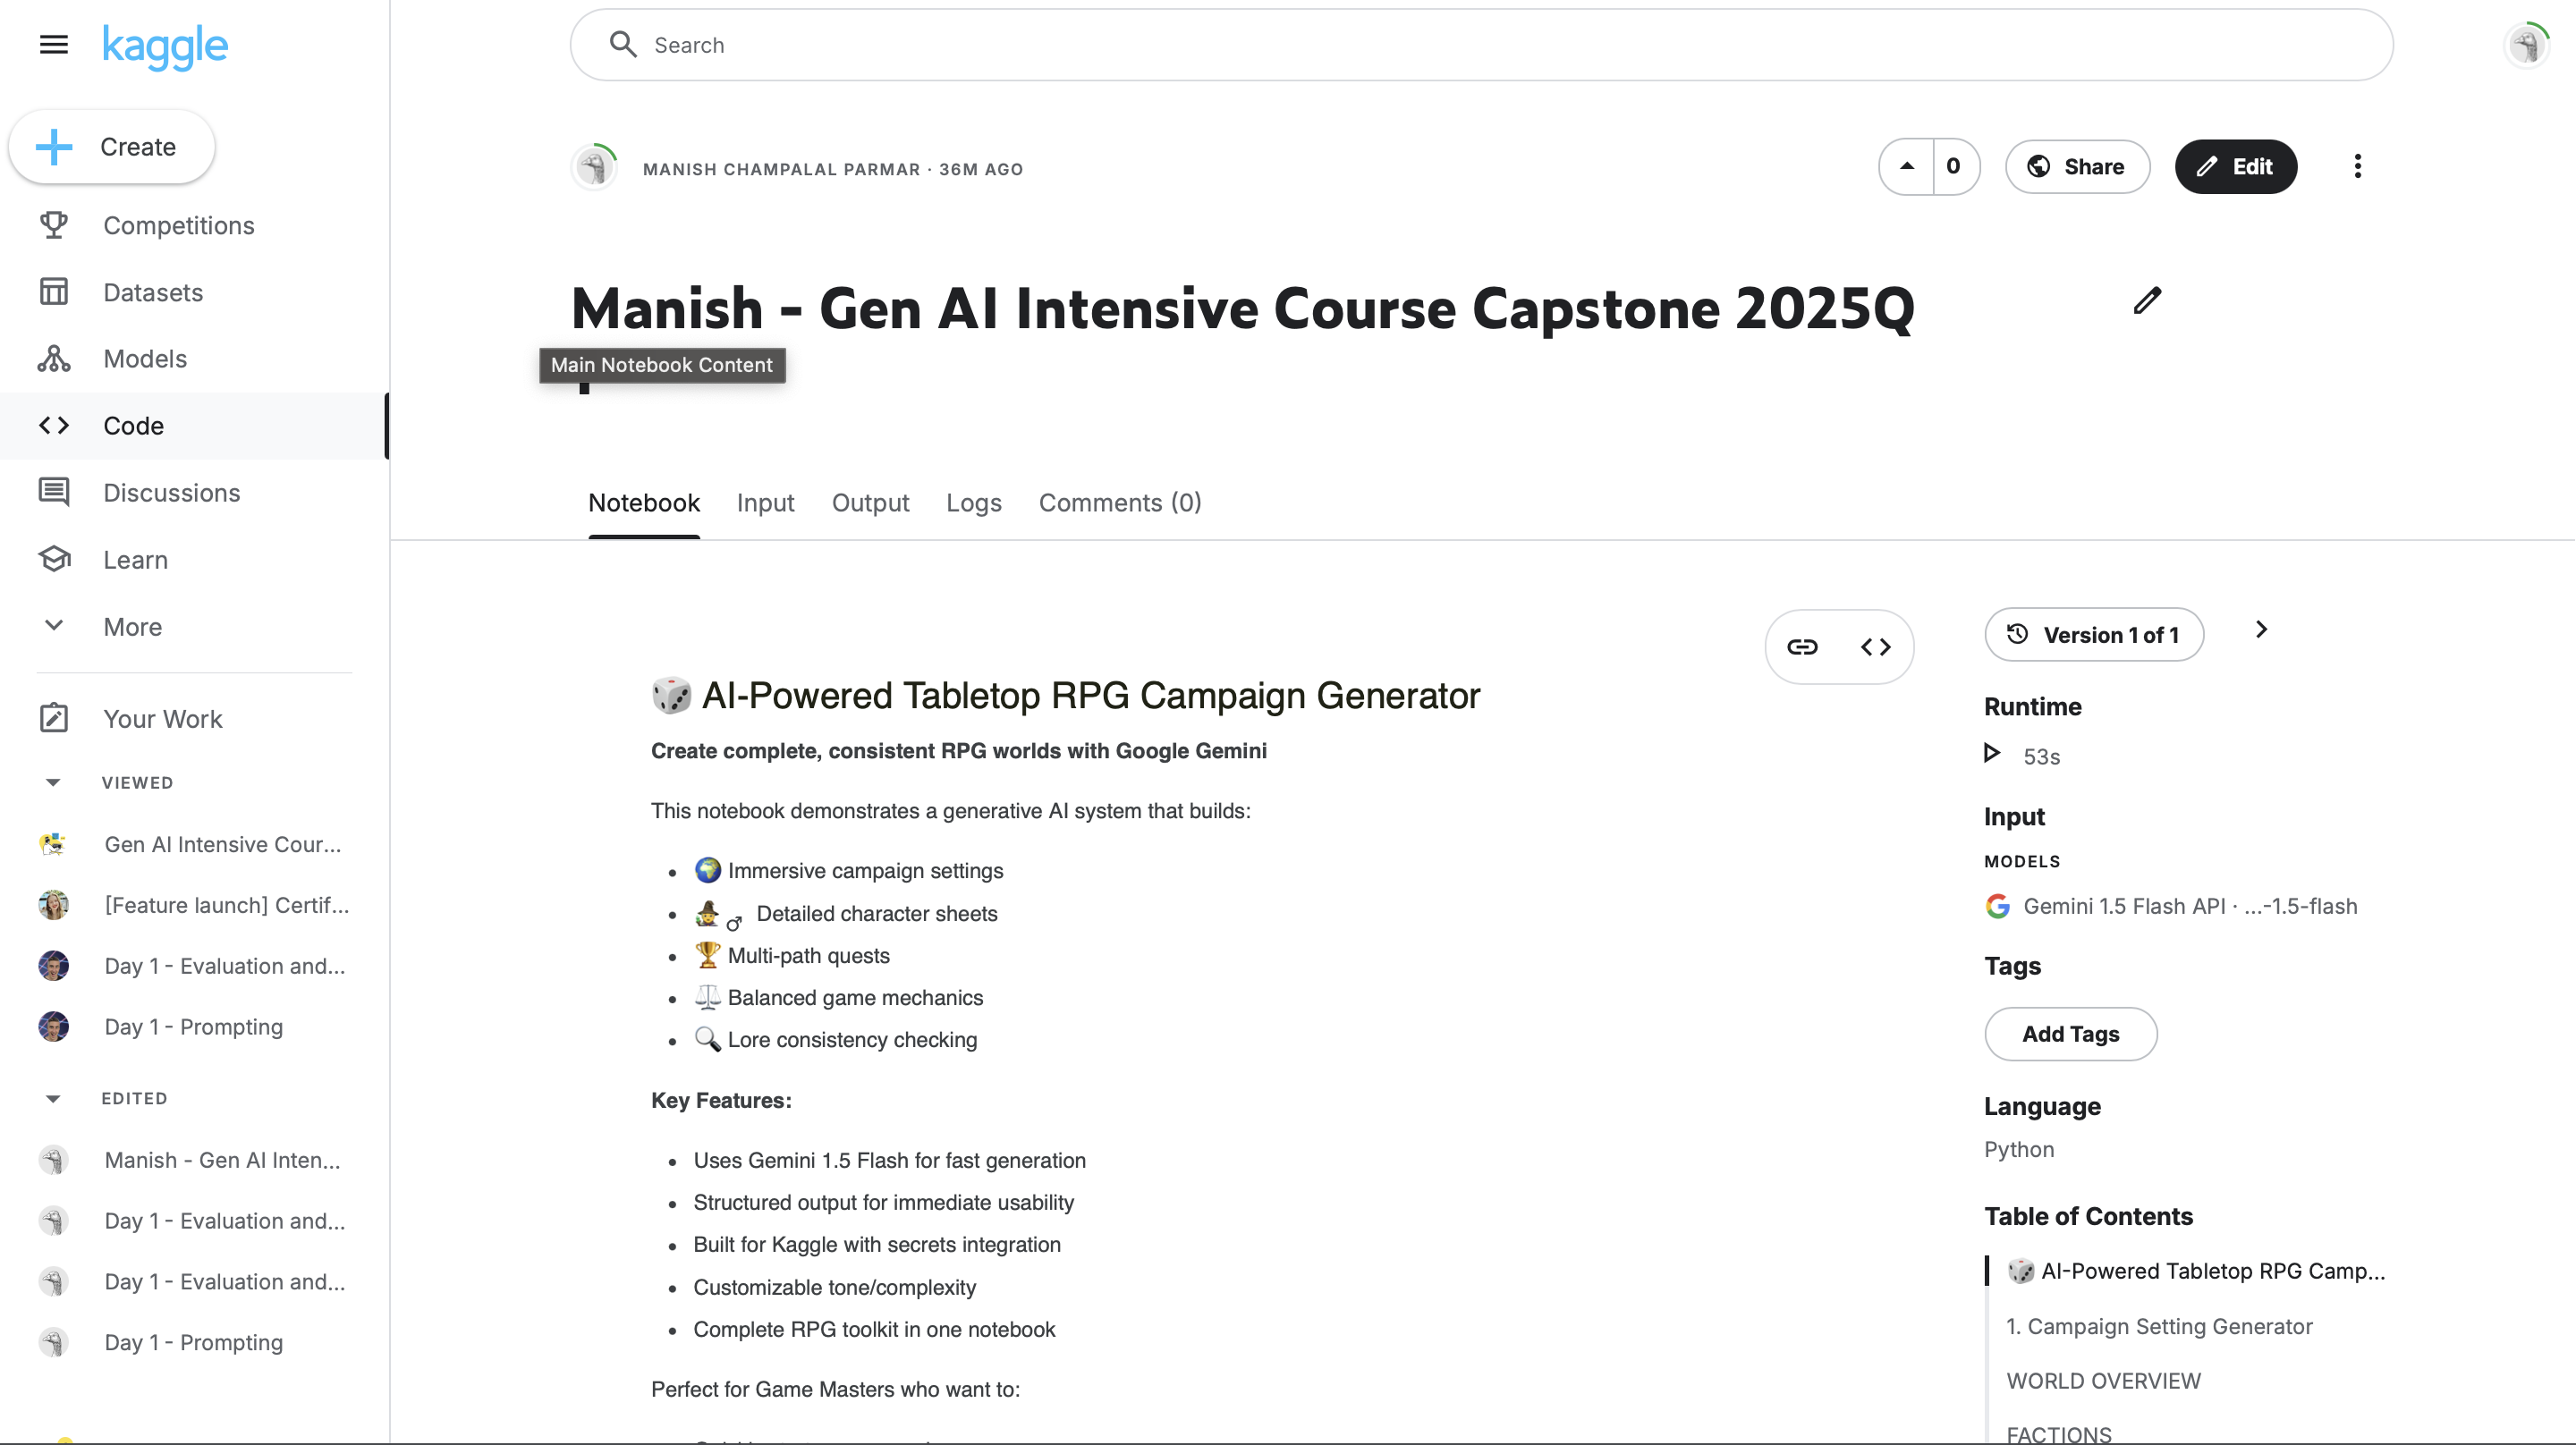 kaggle
Search
Create
Competitions
Datasets
Models
Code
Discussions
Learn
More
Your Work
VIEWED
Gen AI Intensive Cour...
[Feature launch] Certif...
Day 1 - Evaluation and...
Day 1 - Prompting
EDITED
Manish - Gen AI Inten...
Day 1 - Evaluation and...
Day 1 - Evaluation and...
Day 1 - Prompting
MANISH CHAMPALAL PARMAR · 36M AGO
0
Share
Edit
Manish - Gen AI Intensive Course Capstone 2025Q
Main Notebook Content
Notebook Input Output Logs Comments (0)
🎲 AI-Powered Tabletop RPG Campaign Generator
Create complete, consistent RPG worlds with Google Gemini
This notebook demonstrates a generative AI system that builds:
• 🌍 Immersive campaign settings
• 🧙‍♂ Detailed character sheets
• 🏆 Multi-path quests
• ⚖️ Balanced game mechanics
• 🔍 Lore consistency checking
Key Features:
• Uses Gemini 1.5 Flash for fast generation
• Structured output for immediate usability
• Built for Kaggle with secrets integration
• Customizable tone/complexity
• Complete RPG toolkit in one notebook
Perfect for Game Masters who want to:
Version 1 of 1
Runtime
53s
Input
MODELS
Gemini 1.5 Flash API · ...-1.5-flash
Tags
Add Tags
Language
Python
Table of Contents
🎲 AI-Powered Tabletop RPG Camp...
1. Campaign Setting Generator
WORLD OVERVIEW
FACTIONS